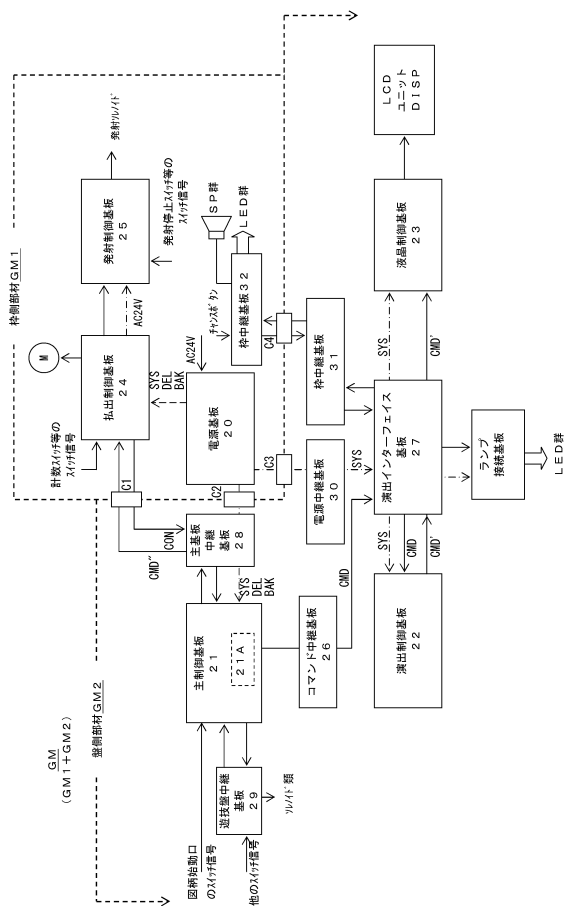 GM
(GM1+GM2)
盤側部材GM2
枠側部材GM1
図柄始動口
のスイッチ信号
他のスイッチ信号
遊技盤中継
基板
29
ソレノイド類
主制御基板
21
21A
SYS
DEL
BAK
主基板
中継
基板
28
CMD"
CON
C1
C2
C3
C4
計数スイッチ等の
スイッチ信号
払出制御基板
24
M
AC24V
発射制御基板
25
発射ソレノイド
発射停止スイッチ等の
スイッチ信号
SYS
DEL
BAK
電源基板
20
AC24V
チャンスボタン
枠中継基板32
SP群
LED群
枠中継基板
31
電源中継基板
30
SYS
コマンド中継基板
26
CMD
演出制御基板
22
SYS
CMD
CMD'
演出インターフェイス
基板
27
SYS
CMD'
液晶制御基板
23
LCD
ユニット
DISP
ランプ
接続基板
LED群